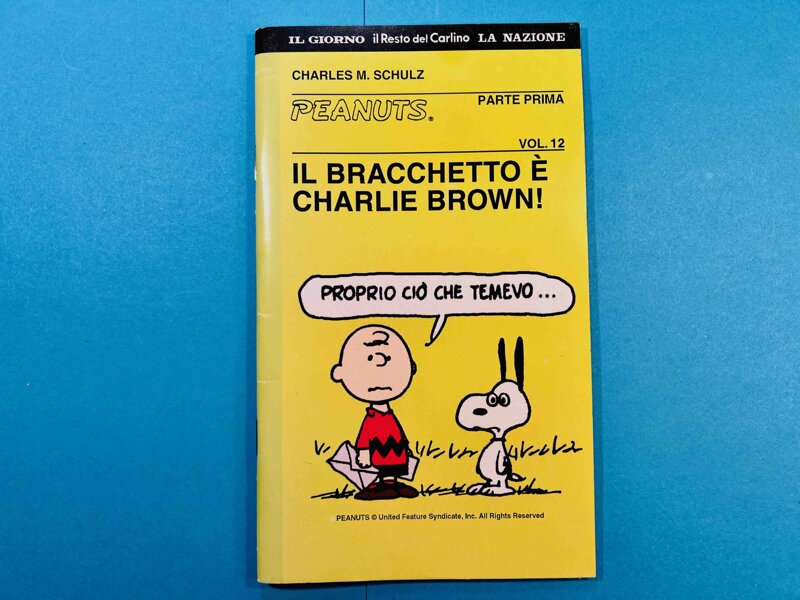 IL GIORNO il Resto del Carlino LA NAZIONE
CHARLES M. SCHULZ
PEANUTS®
PARTE PRIMA
VOL. 12
IL BRACCHETTO È
CHARLIE BROWN!
PROPRIO CIÒ CHE TEMEVO...
PEANUTS © United Feature Syndicate, Inc. All Rights Reserved